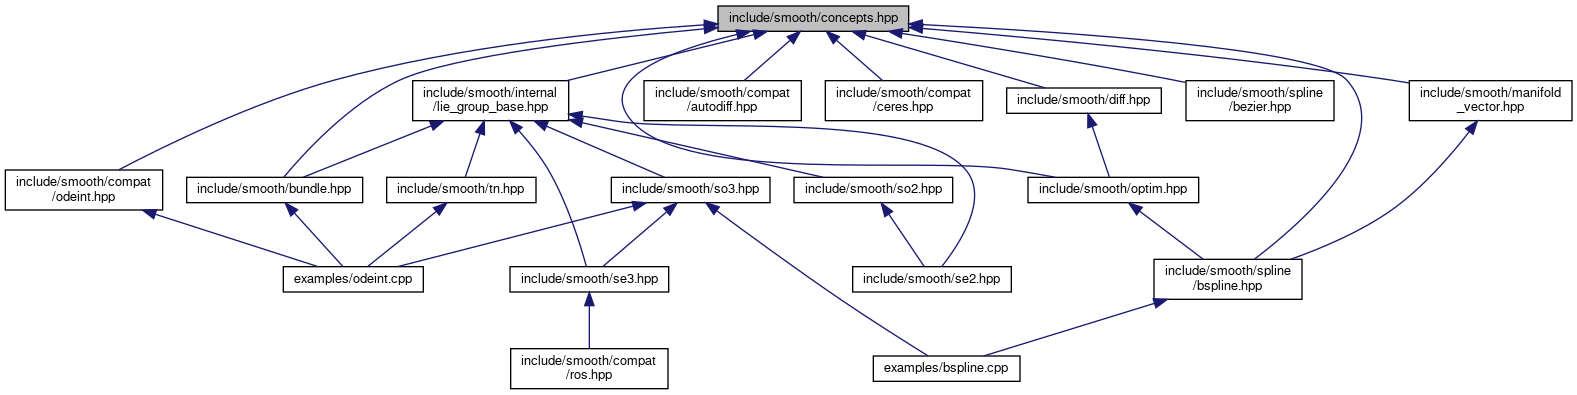 include/smooth/concepts.hpp
include/smooth/internal
/lie_group_base.hpp
include/smooth/compat
/autodiff.hpp
include/smooth/compat
/ceres.hpp
include/smooth/diff.hpp
include/smooth/spline
/bezier.hpp
include/smooth/manifold
_vector.hpp
include/smooth/compat
/odeint.hpp
include/smooth/bundle.hpp
include/smooth/tn.hpp
include/smooth/so3.hpp
include/smooth/so2.hpp
include/smooth/optim.hpp
examples/odeint.cpp
include/smooth/se3.hpp
include/smooth/se2.hpp
include/smooth/spline
/bspline.hpp
include/smooth/compat
/ros.hpp
examples/bspline.cpp